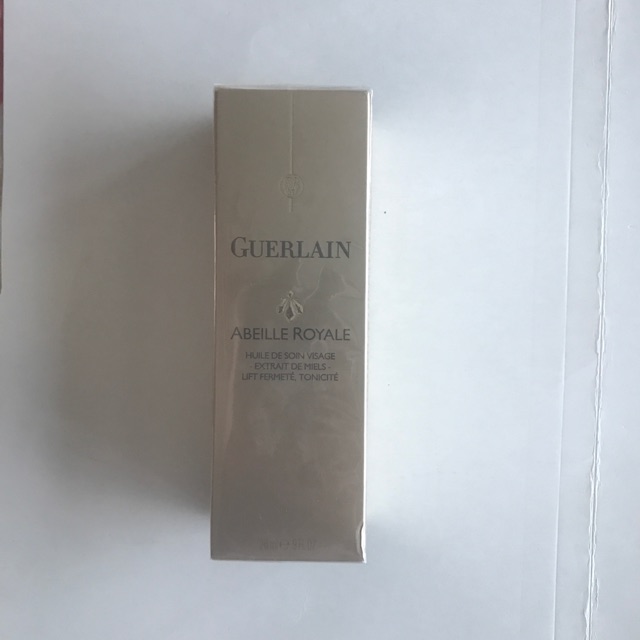 GUERLAIN
ABEILLE ROYALE
HUILE DE SOIN VISAGE
- EXTRAIT DE MIELS -
LIFT FERMETÉ, TONICITÉ